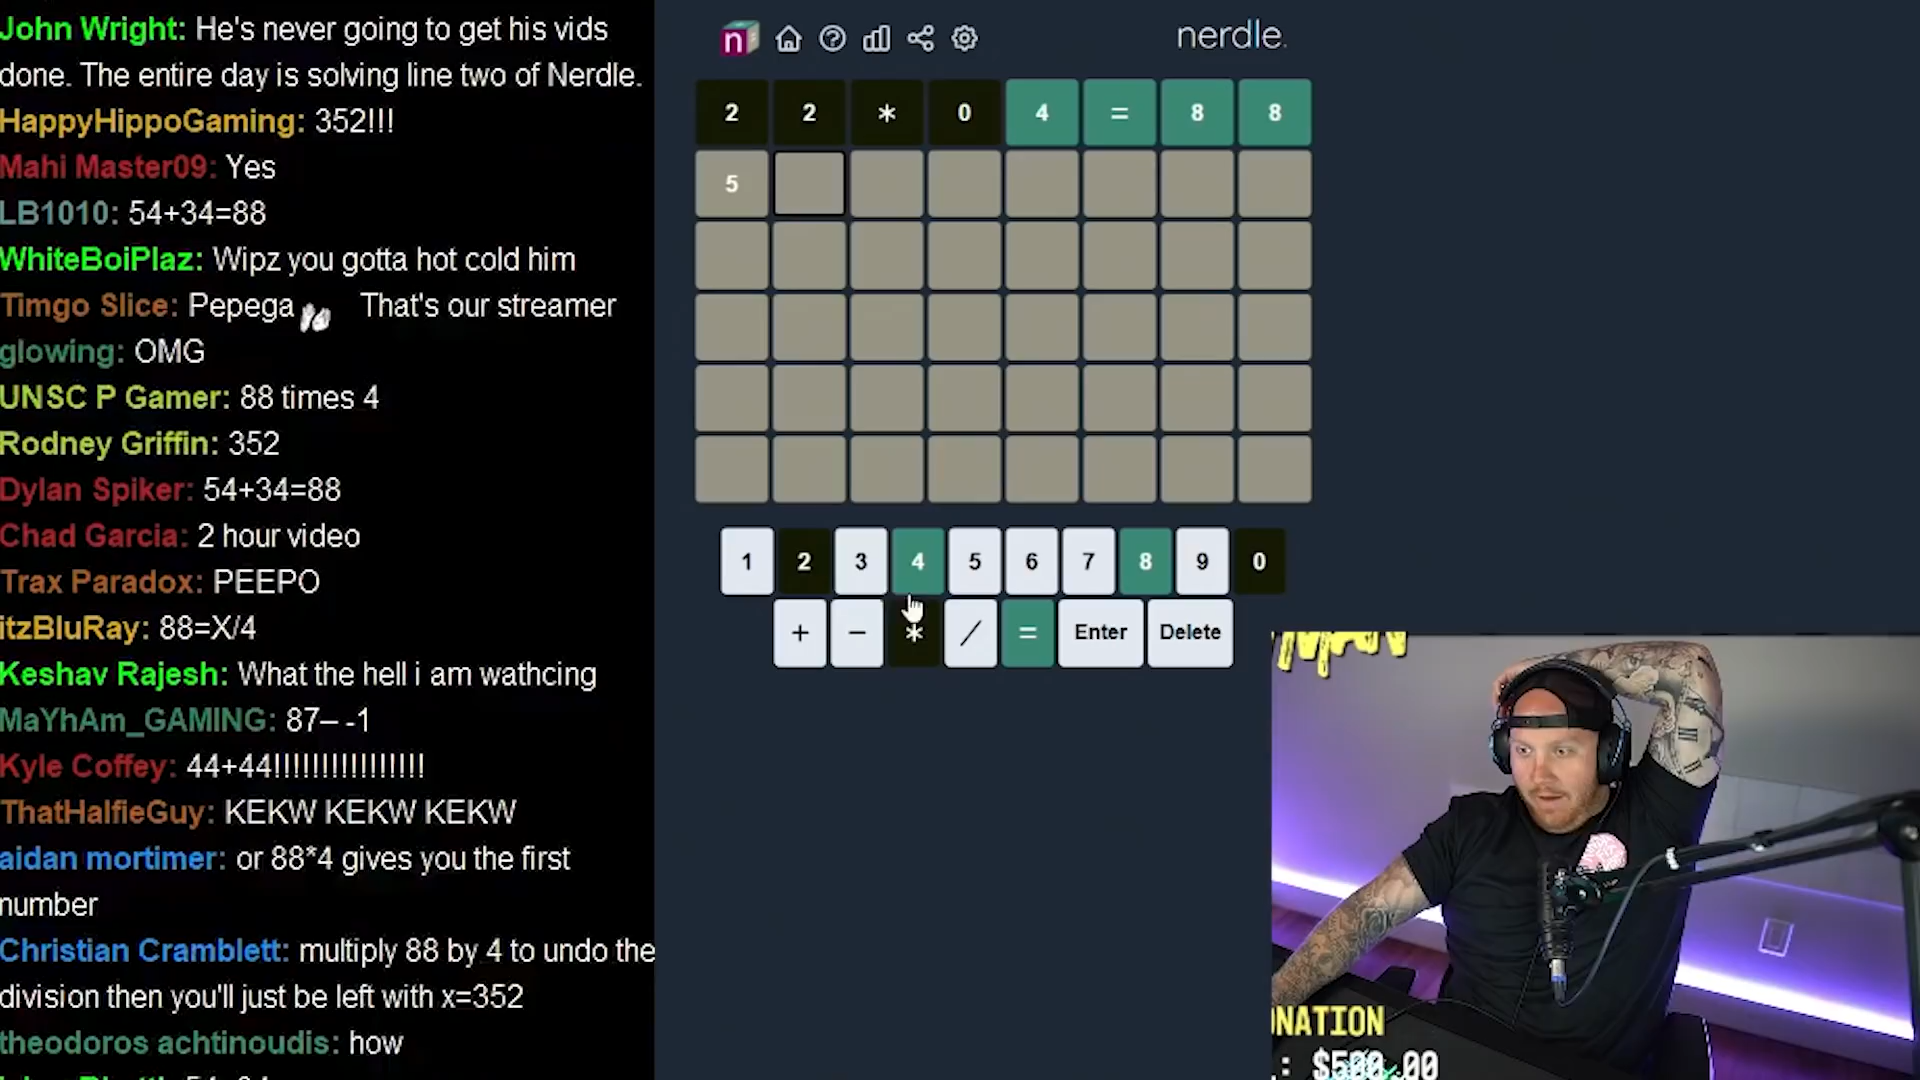 John Wright: He's never going to get his vids
done. The entire day is solving line two of Nerdle.
HappyHippoGaming: 352!!!
Mahi Master09: Yes
LB1010: 54+34=88
WhiteBoiPlaz: Wipz you gotta hot cold him
Timgo Slice: Pepega That's our streamer
glowing: OMG
UNSC P Gamer: 88 times 4
Rodney Griffin: 352
Dylan Spiker: 54+34=88
Chad Garcia: 2 hour video
Trax Paradox: PEEPO
itzBluRay: 88=X/4
Keshav Rajesh: What the hell i am wathcing
MaYhAm_GAMING: 87– -1
Kyle Coffey: 44+44!!!!!!!!!!!!!!!!
ThatHalfieGuy: KEKW KEKW KEKW
aidan mortimer: or 88*4 gives you the first
number
Christian Cramblett: multiply 88 by 4 to undo the
division then you'll just be left with x=352
theodoros achtinoudis: how
n
nerdle.
2 2 * 0 4 = 8 8
5
1 2 3 4 5 6 7 8 9 0
+ - * / = Enter Delete
ONATION
: $500.00